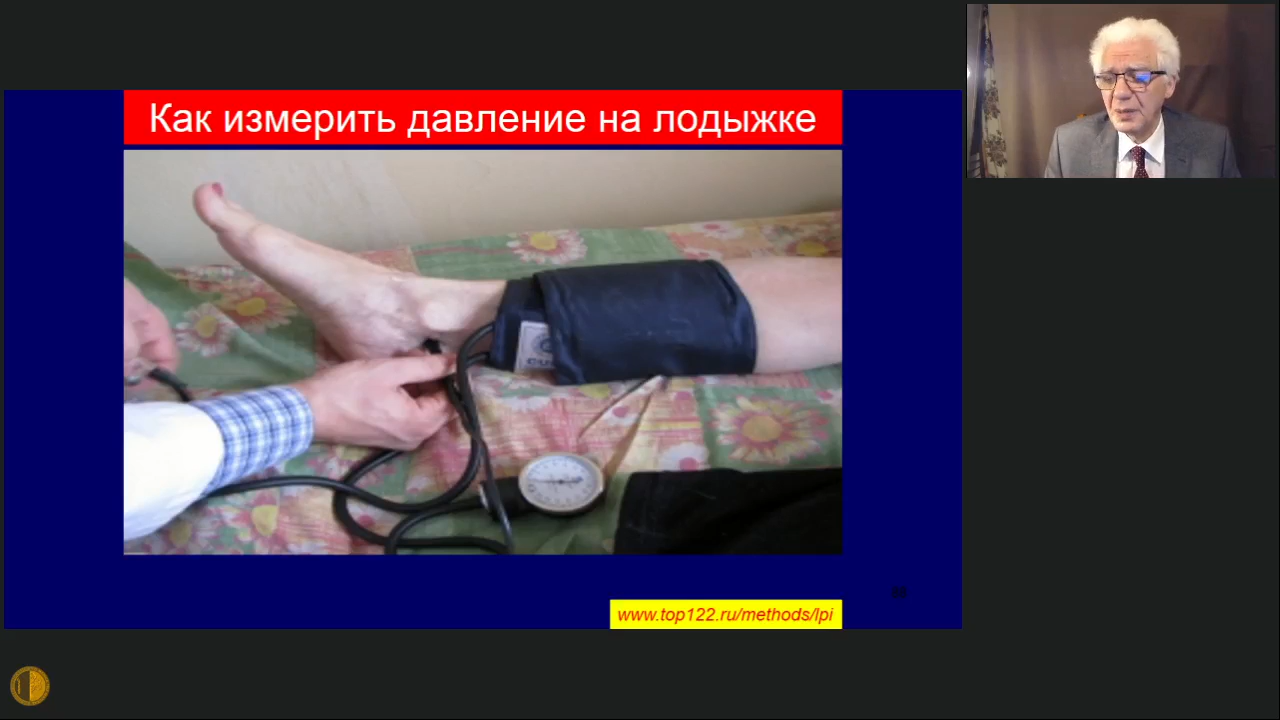 Как измерить давление на лодыжке
www.top122.ru/methods/lpi